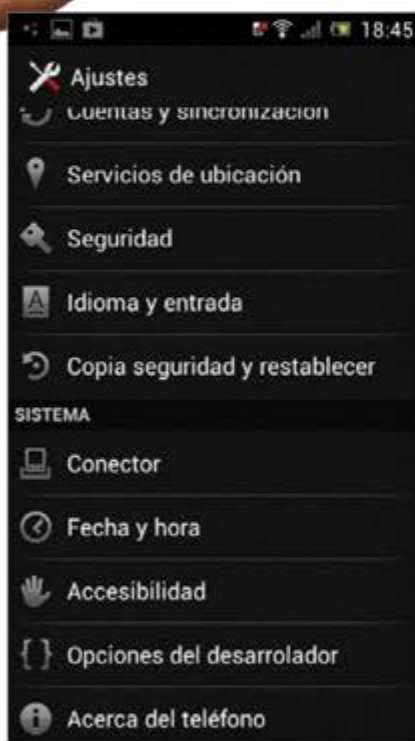 18:45
Ajustes
Cuentas y sincronización
Servicios de ubicación
Seguridad
A Idioma y entrada
Copia seguridad y restablecer
SISTEMA
Conector
Fecha y hora
Accesibilidad
{ } Opciones del desarrolador
Acerca del teléfono